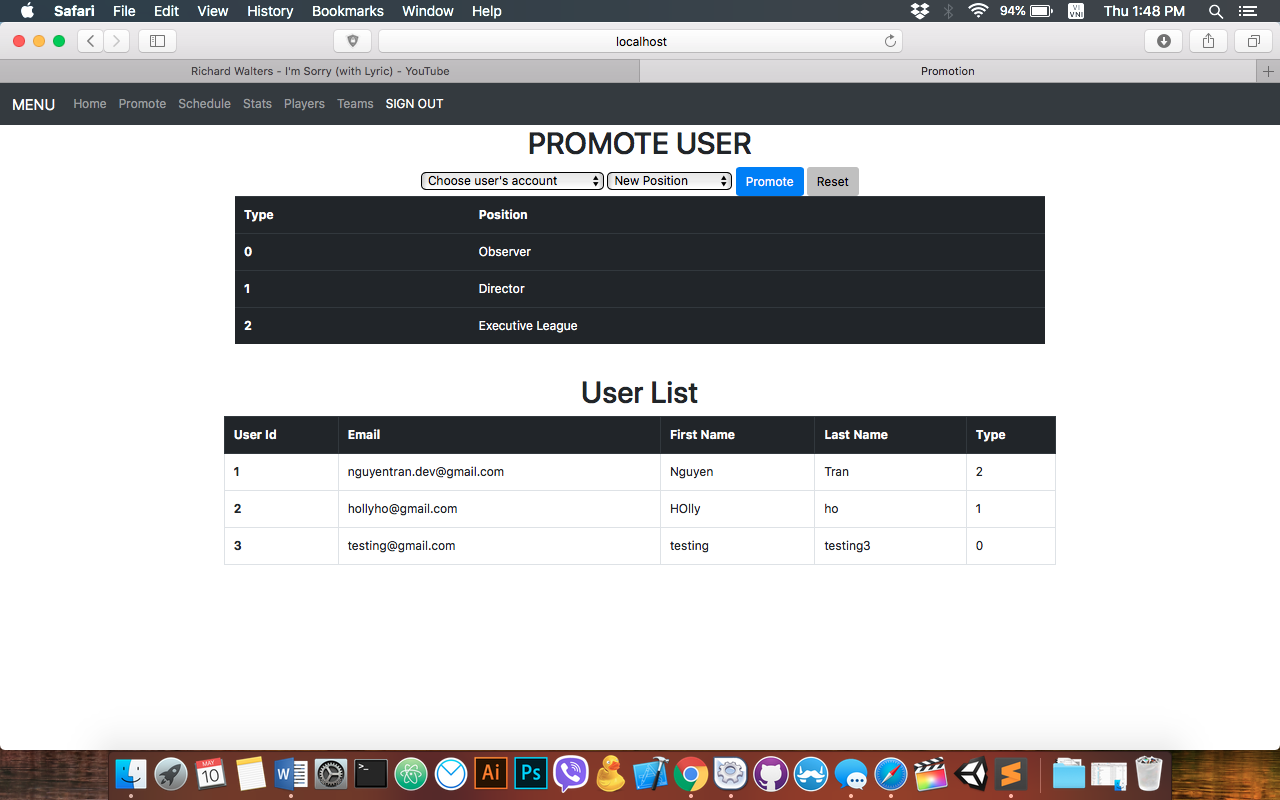 Safari File Edit View History Bookmarks Window Help 94% VI VNI Thu 1:48 PM
localhost
Richard Walters - I'm Sorry (with Lyric) - YouTube Promotion
MENU Home Promote Schedule Stats Players Teams SIGN OUT
PROMOTE USER
Choose user's account New Position Promote Reset
Type Position
0 Observer
1 Director
2 Executive League
User List
User Id Email First Name Last Name Type
1 nguyentran.dev@gmail.com Nguyen Tran 2
2 hollyho@gmail.com HOlly ho 1
3 testing@gmail.com testing testing3 0
MAY
10
W
>_
Ai
Ps